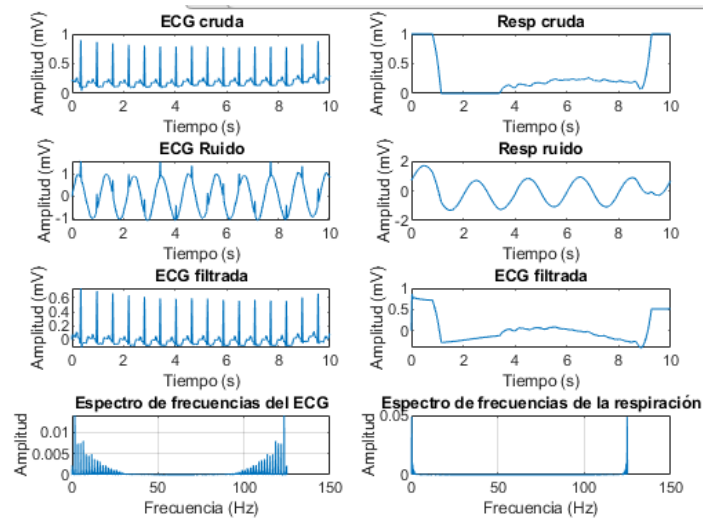 ECG cruda
Amplitud (mV)
1
0.5
0
0 2 4 6 8 10
Tiempo (s)
Resp cruda
Amplitud (mV)
1
0.5
0
0 2 4 6 8 10
Tiempo (s)
ECG Ruido
Amplitud (mV)
1
0
-1
0 2 4 6 8 10
Tiempo (s)
Resp ruido
Amplitud (mV)
2
0
-2
0 2 4 6 8 10
Tiempo (s)
ECG filtrada
Amplitud (mV)
0.6
0.4
0.2
0
0 2 4 6 8 10
Tiempo (s)
ECG filtrada
Amplitud (mV)
1
0.5
0
0 2 4 6 8 10
Tiempo (s)
Espectro de frecuencias del ECG
Amplitud
0.01
0.005
0
0 50 100 150
Frecuencia (Hz)
Espectro de frecuencias de la respiración
Amplitud
0.05
0
0 50 100 150
Frecuencia (Hz)